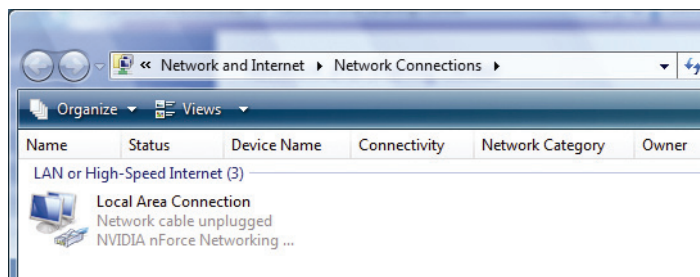 « Network and Internet ▸ Network Connections ▸
Organize Views
Name Status Device Name Connectivity Network Category Owner
LAN or High-Speed Internet (3)
Local Area Connection
Network cable unplugged
NVIDIA nForce Networking ...